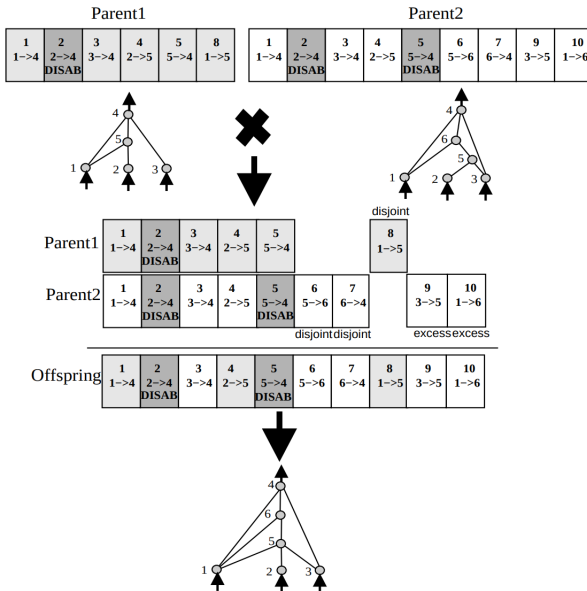 Parent1 Parent2
1 2 3 4 5 8
1->4 2->4 3->4 2->5 5->4 1->5
DISAB
1 2 3 4 5 6 7 9 10
1->4 2->4 3->4 2->5 5->4 5->6 6->4 3->5 1->6
DISAB DISAB
4
5
1 2 3
4
6
5
1 2 3
disjoint
Parent1 1 2 3 4 5 8
1->4 2->4 3->4 2->5 5->4 1->5
DISAB
Parent2 1 2 3 4 5 6 7 9 10
1->4 2->4 3->4 2->5 5->4 5->6 6->4 3->5 1->6
DISAB DISAB
disjoint disjoint excess excess
Offspring 1 2 3 4 5 6 7 8 9 10
1->4 2->4 3->4 2->5 5->4 5->6 6->4 1->5 3->5 1->6
DISAB DISAB
4
6
5
1 2 3